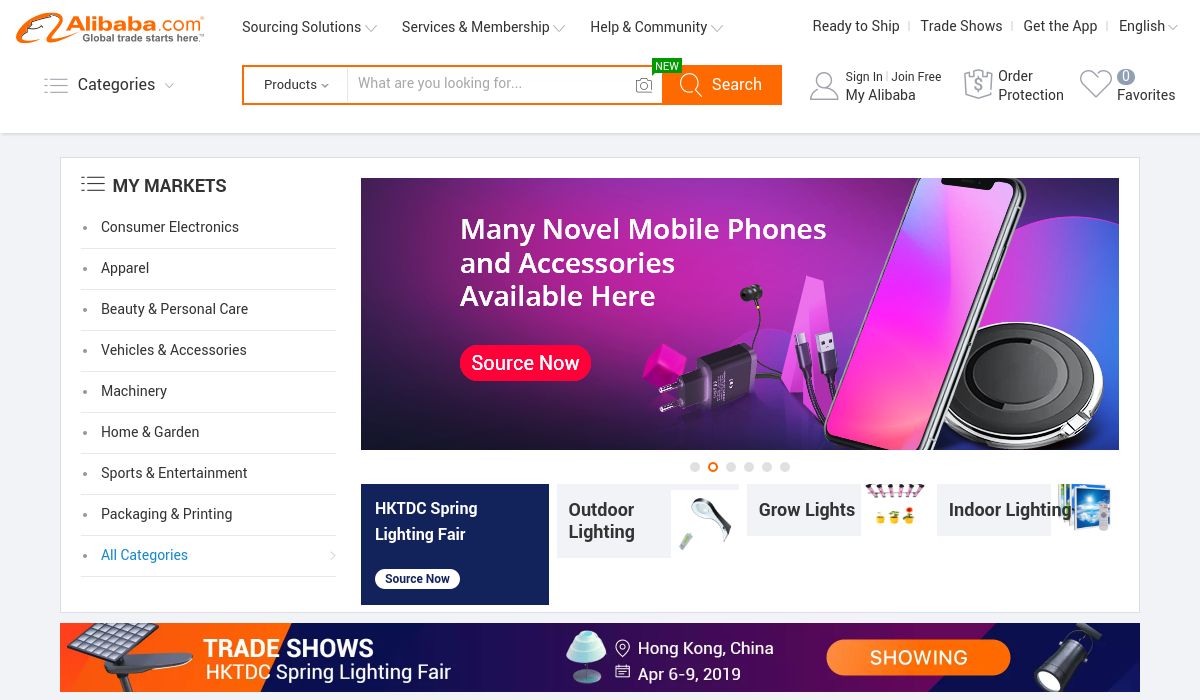 Alibaba.com
Global trade starts here.™
Sourcing Solutions
Services & Membership
Help & Community
Ready to Ship
Trade Shows
Get the App
English
Categories
Products
What are you looking for...
NEW
Search
Sign In
Join Free
My Alibaba
Order
Protection
0
Favorites
MY MARKETS
Consumer Electronics
Apparel
Beauty & Personal Care
Vehicles & Accessories
Machinery
Home & Garden
Sports & Entertainment
Packaging & Printing
All Categories
Many Novel Mobile Phones
and Accessories
Available Here
Source Now
HKTDC Spring
Lighting Fair
Source Now
Outdoor
Lighting
Grow Lights
Indoor Lighting
TRADE SHOWS
HKTDC Spring Lighting Fair
Hong Kong, China
Apr 6-9, 2019
SHOWING